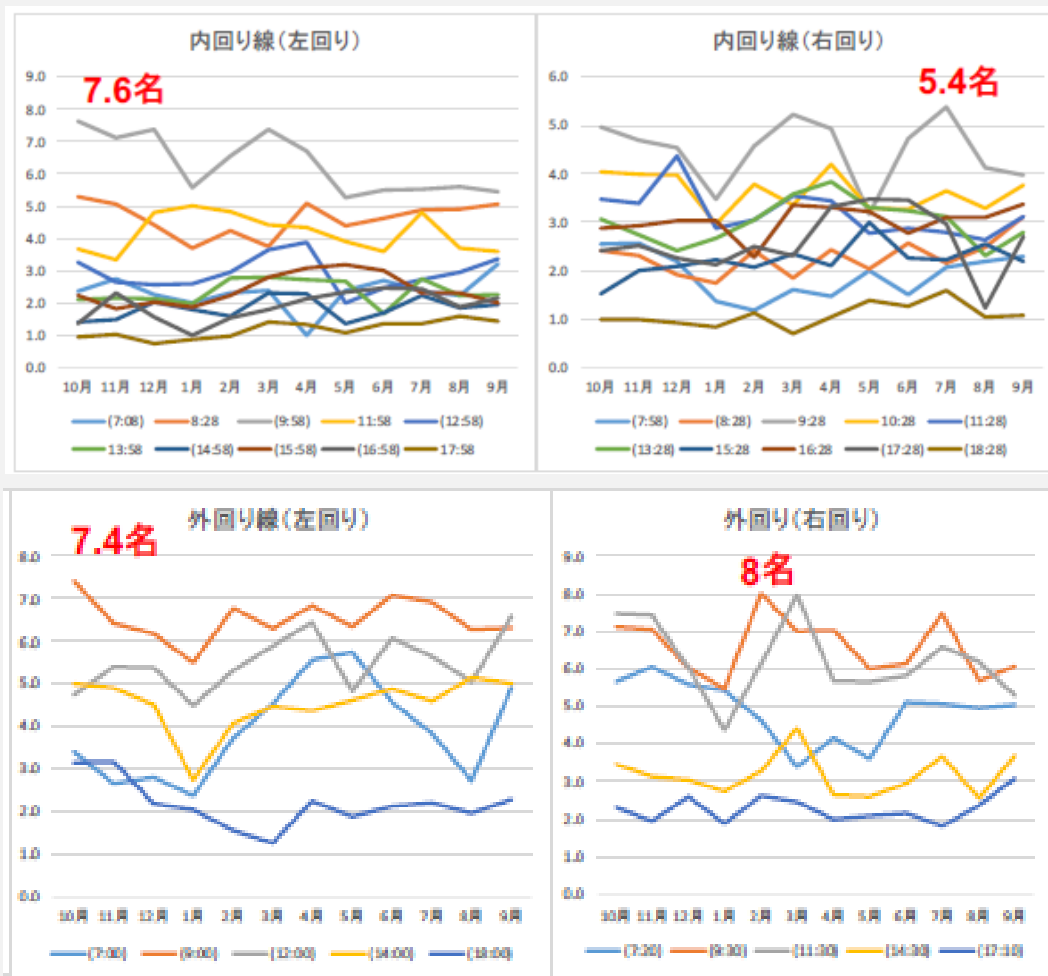 内回り線(左回り)
7.6名
9.0
8.0
7.0
6.0
5.0
4.0
3.0
2.0
1.0
0.0
10月 11月 12月 1月 2月 3月 4月 5月 6月 7月 8月 9月
(7:08) 8:28 (9:58) 11:58 (12:58)
13:58 (14:58) (15:58) (16:58) 17:58
内回り線(右回り)
5.4名
6.0
5.0
4.0
3.0
2.0
1.0
0.0
10月 11月 12月 1月 2月 3月 4月 5月 6月 7月 8月 9月
(7:58) (8:28) 9:28 10:28 (11:28)
(13:28) 15:28 16:28 (17:28) (18:28)
外回り線(左回り)
7.4名
8.0
7.0
6.0
5.0
4.0
3.0
2.0
1.0
0.0
10月 11月 12月 1月 2月 3月 4月 5月 6月 7月 8月 9月
(7:00) (9:00) (12:00) (14:00) (18:00)
外回り(右回り)
8名
9.0
8.0
7.0
6.0
5.0
4.0
3.0
2.0
1.0
0.0
10月 11月 12月 1月 2月 3月 4月 5月 6月 7月 8月 9月
(7:20) (9:30) (11:30) (14:30) (17:10)